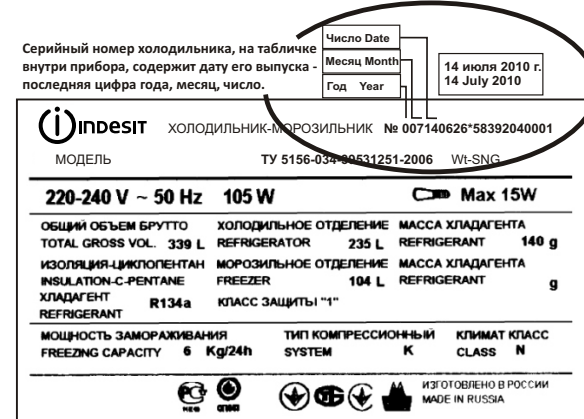 Серийный номер холодильника, на табличке
внутри прибора, содержит дату его выпуска -
последняя цифра года, месяц, число.
Число Date
Месяц Month
Год Year
14 июля 2010 г.
14 July 2010
indesit ХОЛОДИЛЬНИК-МОРОЗИЛЬНИК № 007140626*58392040001
МОДЕЛЬ ТУ 5156-034-39531251-2006 Wt-SNG
220-240 V ~ 50 Hz 105 W Max 15W
ОБЩИЙ ОБЪЕМ БРУТТО ХОЛОДИЛЬНОЕ ОТДЕЛЕНИЕ МАССА ХЛАДАГЕНТА
TOTAL GROSS VOL. 339 L REFRIGERATOR 235 L REFRIGERANT 140 g
ИЗОЛЯЦИЯ-ЦИКЛОПЕНТАН МОРОЗИЛЬНОЕ ОТДЕЛЕНИЕ МАССА ХЛАДАГЕНТА
INSULATION-C-PENTANE FREEZER 104 L REFRIGERANT g
ХЛАДАГЕНТ R134a КЛАСС ЗАЩИТЫ "1"
REFRIGERANT
МОЩНОСТЬ ЗАМОРАЖИВАНИЯ ТИП КОМПРЕССИОННЫЙ КЛИМАТ КЛАСС
FREEZING CAPACITY 6 Kg/24h SYSTEM K CLASS N
ИЗГОТОВЛЕНО В РОССИИ
MADE IN RUSSIA